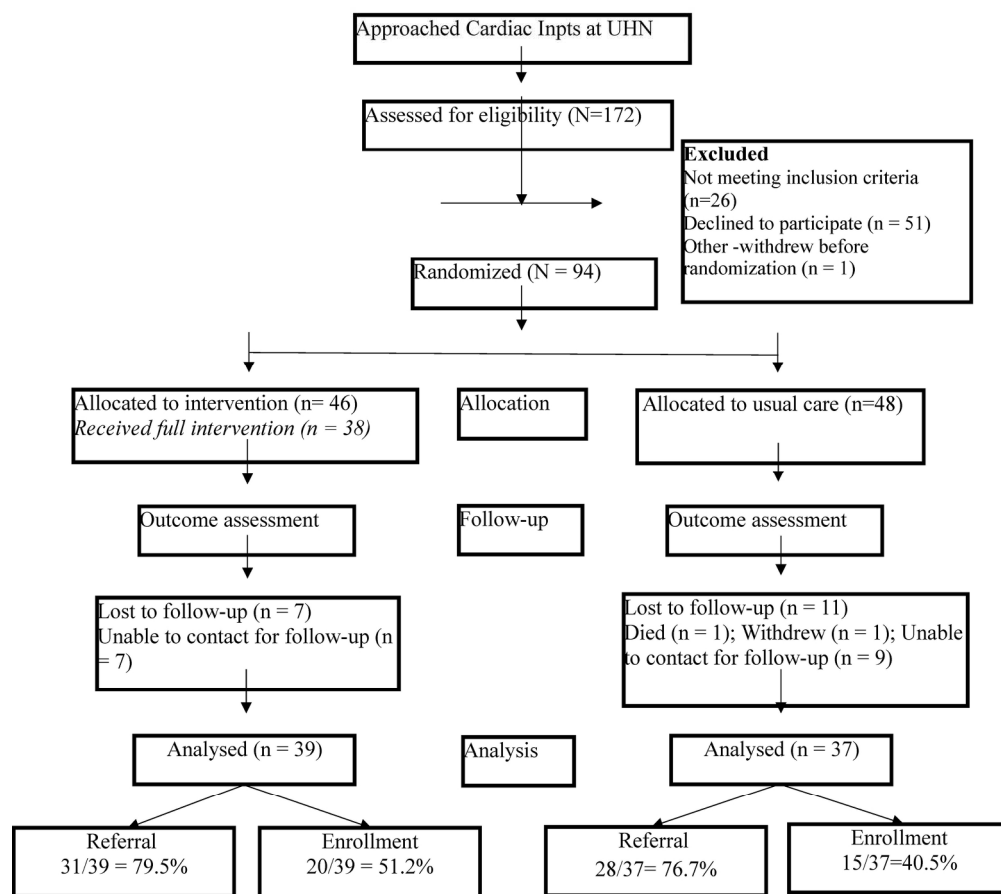 Approached Cardiac Inpts at UHN
Assessed for eligibility (N=172)
Excluded
Not meeting inclusion criteria
(n=26)
Declined to participate (n = 51)
Other -withdrew before
randomization (n = 1)
Randomized (N = 94)
Allocated to intervention (n= 46)
Received full intervention (n = 38)
Allocation
Allocated to usual care (n=48)
Outcome assessment
Follow-up
Outcome assessment
Lost to follow-up (n = 7)
Unable to contact for follow-up (n
= 7)
Lost to follow-up (n = 11)
Died (n = 1); Withdrew (n = 1); Unable
to contact for follow-up (n = 9)
Analysed (n = 39)
Analysis
Analysed (n = 37)
Referral
31/39 = 79.5%
Enrollment
20/39 = 51.2%
Referral
28/37= 76.7%
Enrollment
15/37=40.5%